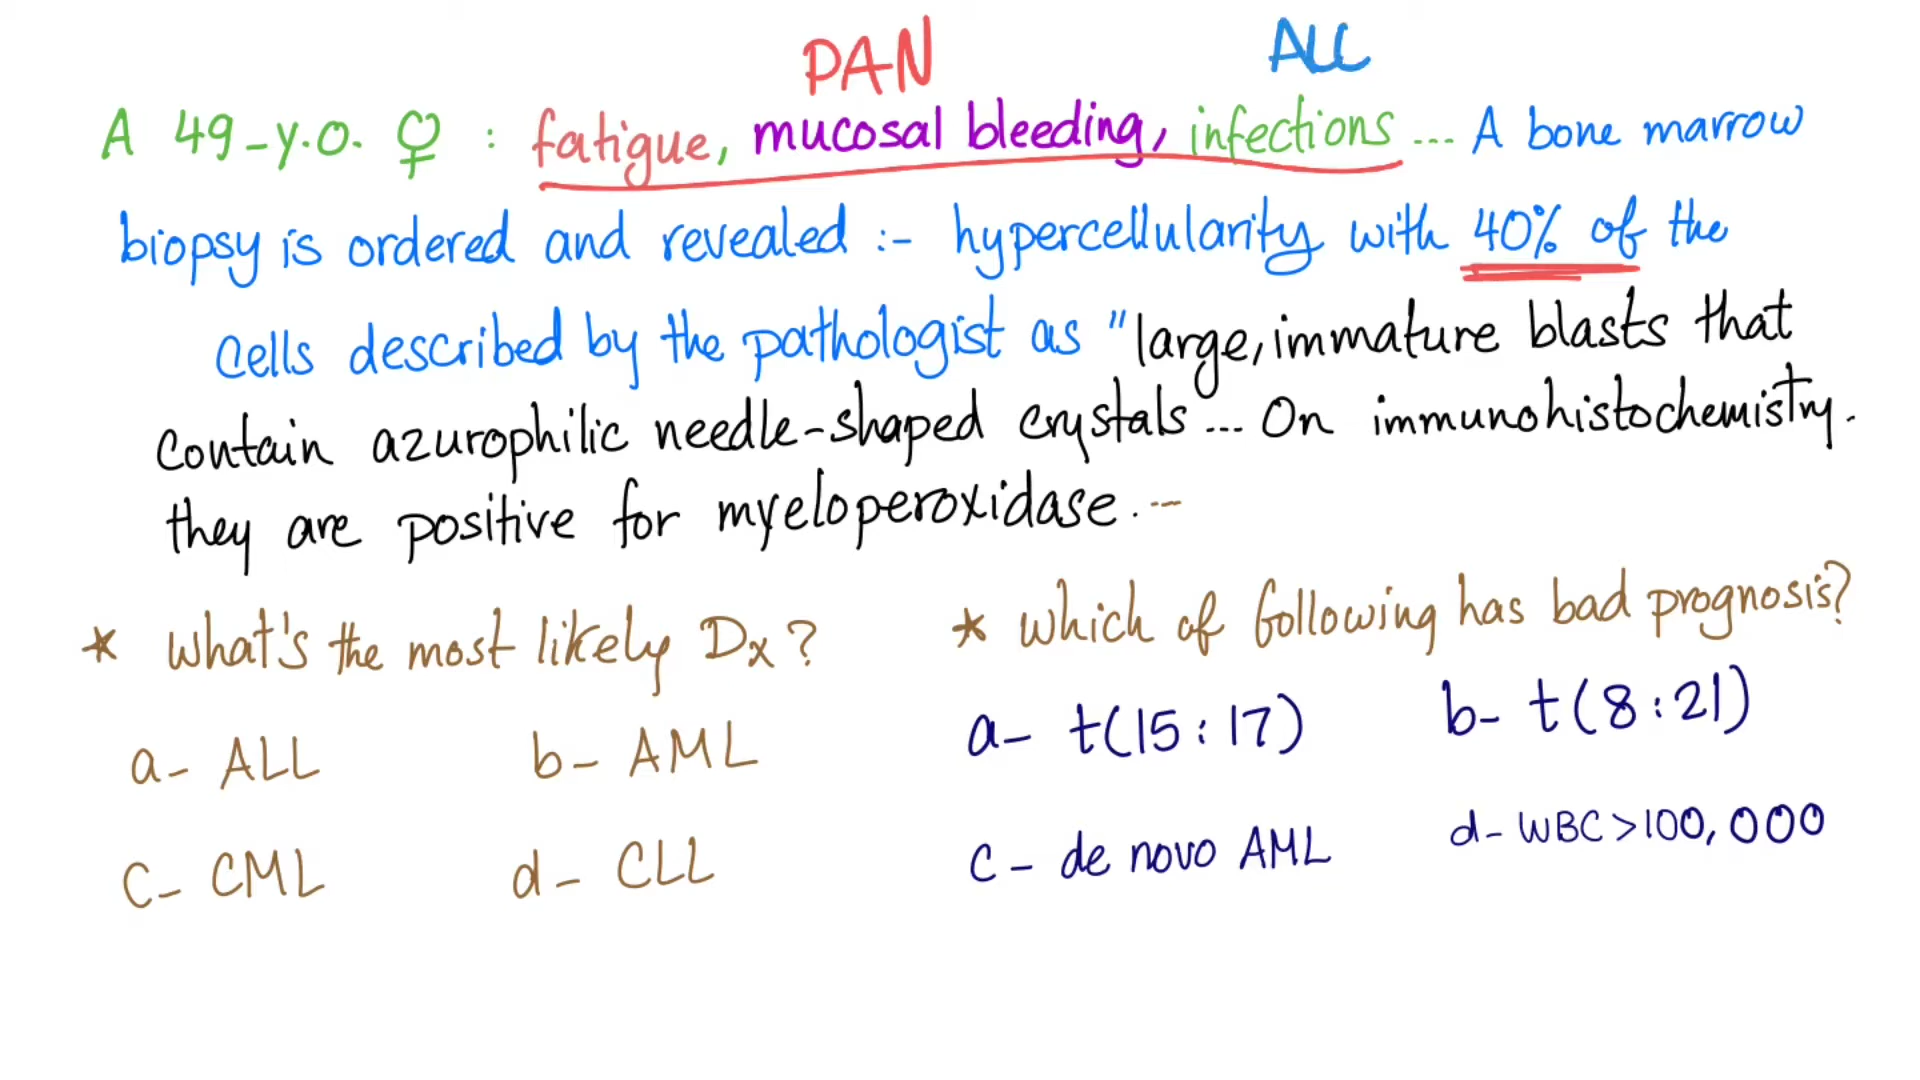 PAN ALL
A 49-y.o. ♀ : fatigue, mucosal bleeding, infections ... A bone marrow
biopsy is ordered and revealed :- hypercellularity with 40% of the
cells described by the pathologist as "large, immature blasts that
contain azurophilic needle-shaped crystals ... On immunohistochemistry.
they are positive for myeloperoxidase. --
* What's the most likely Dx?
a- ALL b- AML
c- CML d- CLL
* Which of following has bad prognosis?
a- t(15:17) b- t(8:21)
c- de novo AML d- WBC>100,000